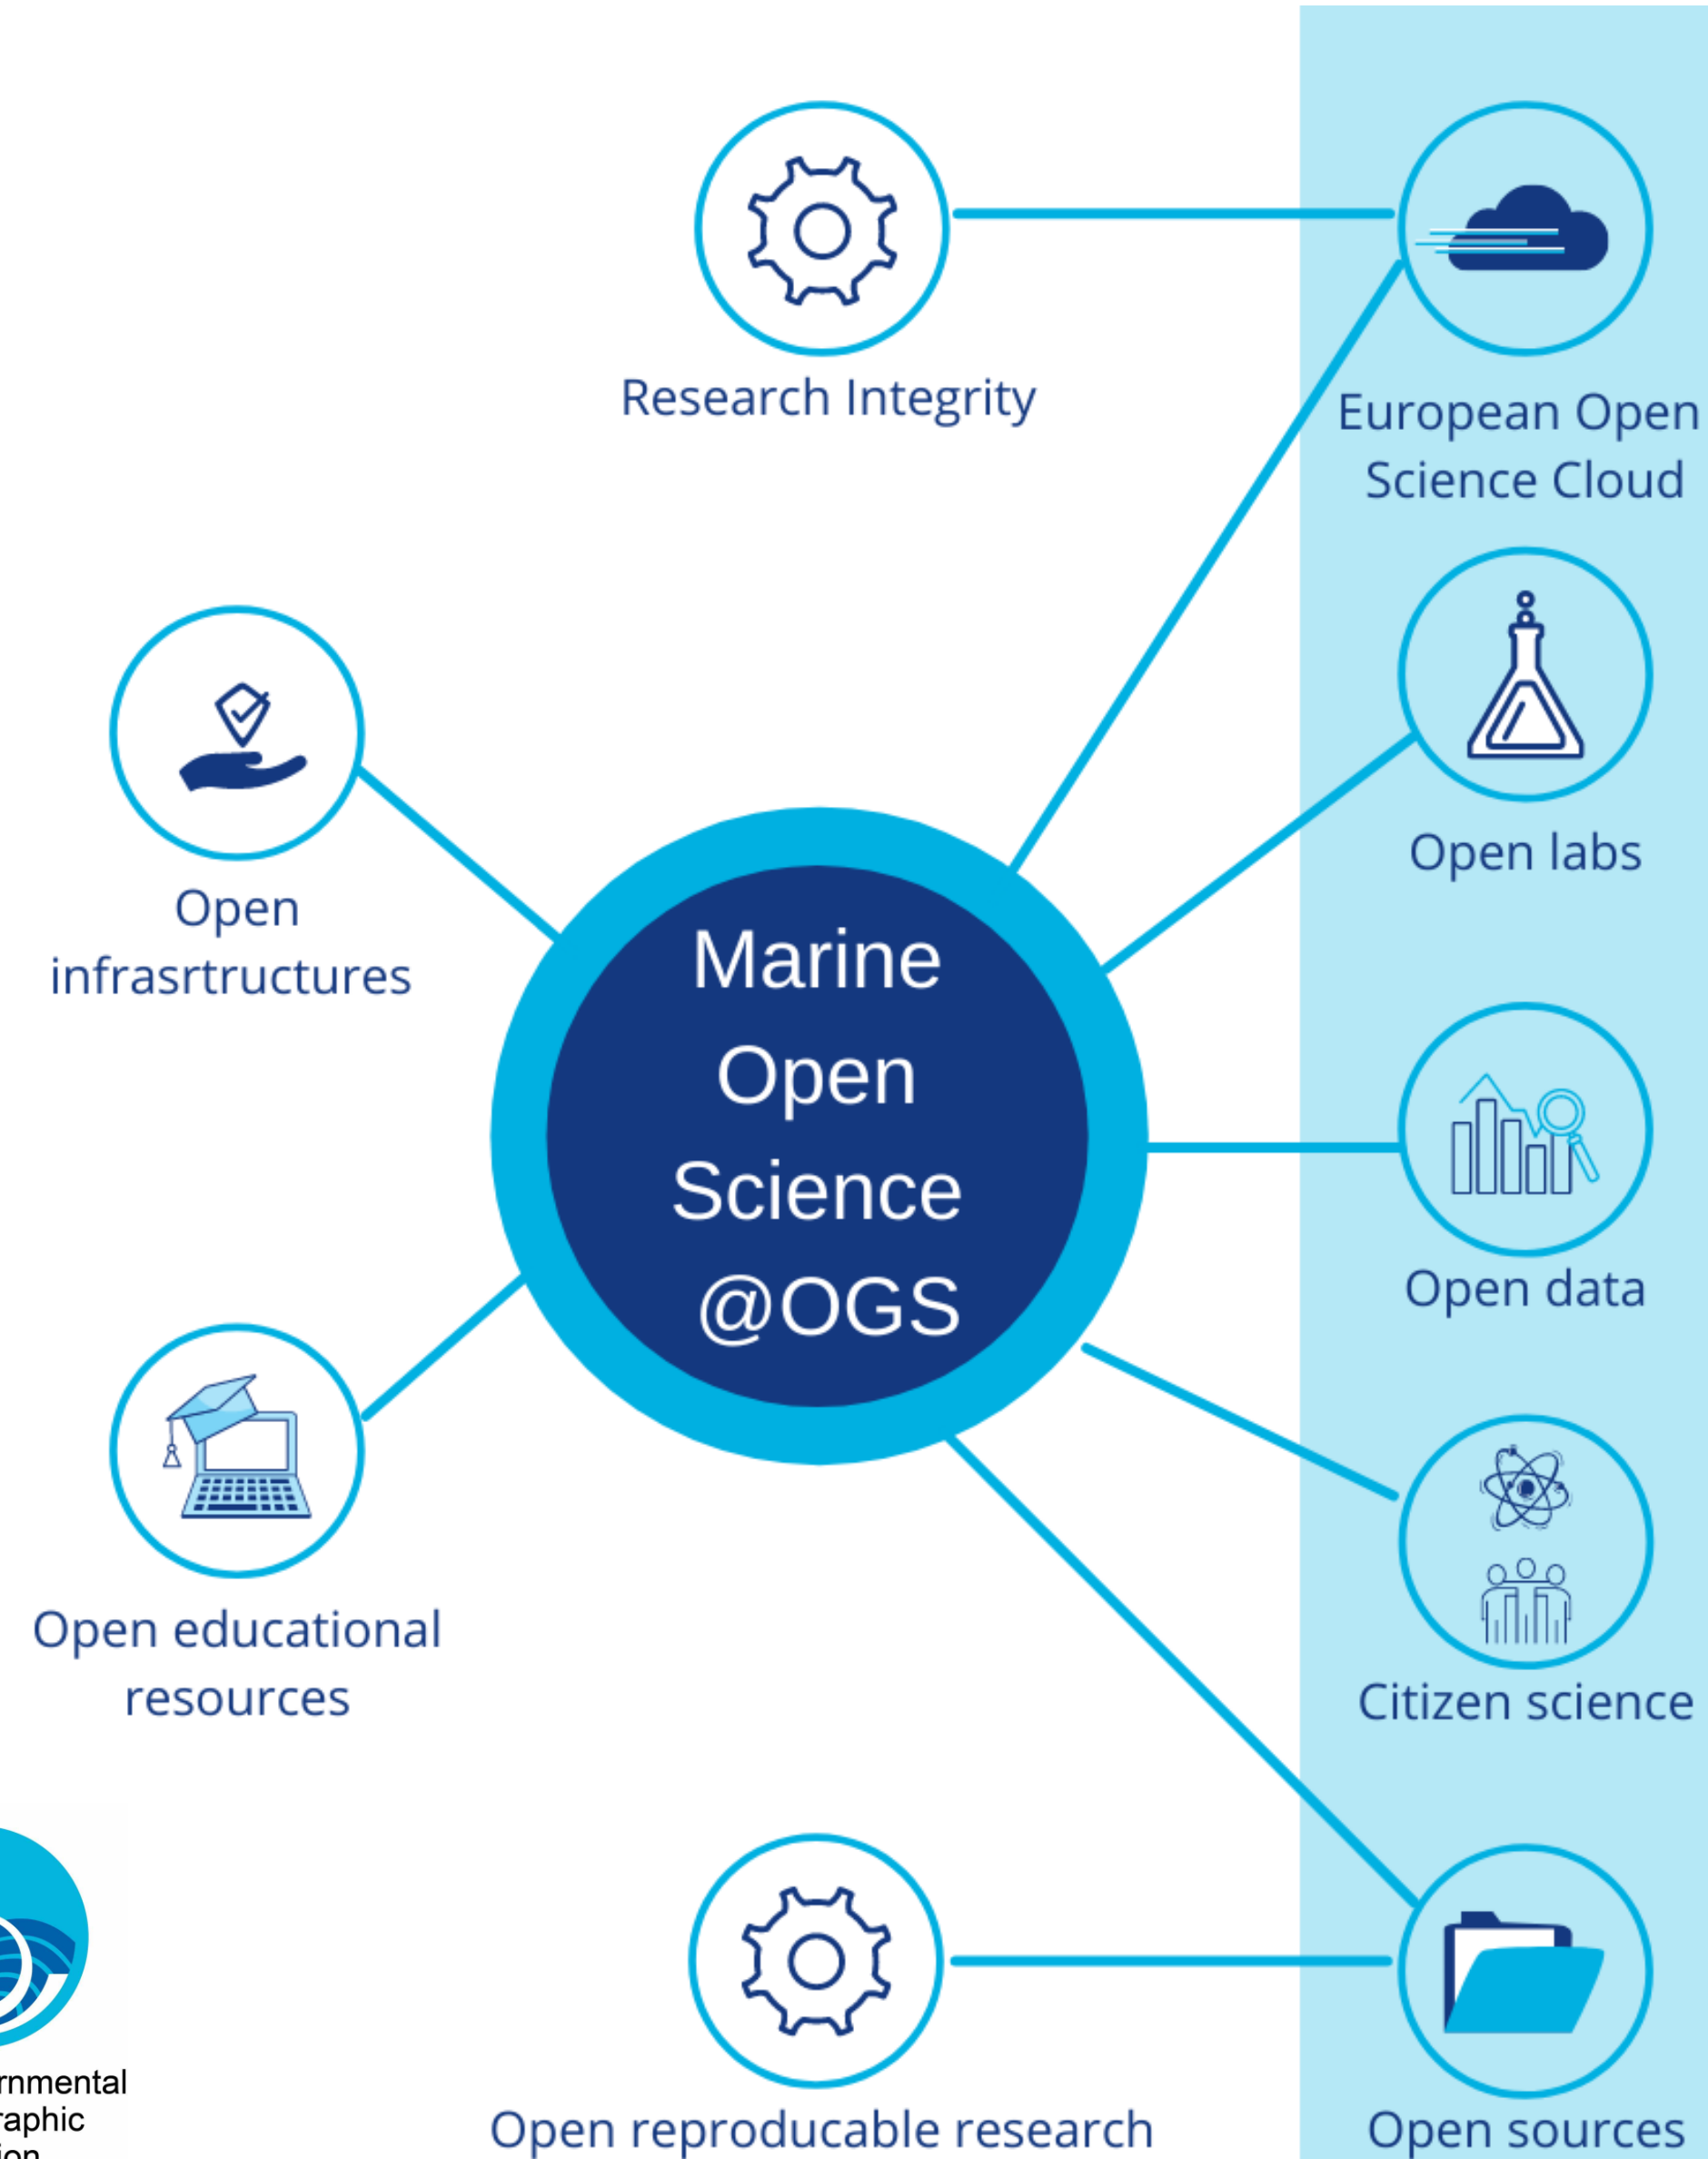 Research Integrity
European Open
Science Cloud
Open
infrasrtructures
Open labs
Marine
Open
Science
@OGS
Open data
Open educational
resources
Citizen science
rnmental
raphic
ion
Open reproducable research
Open sources